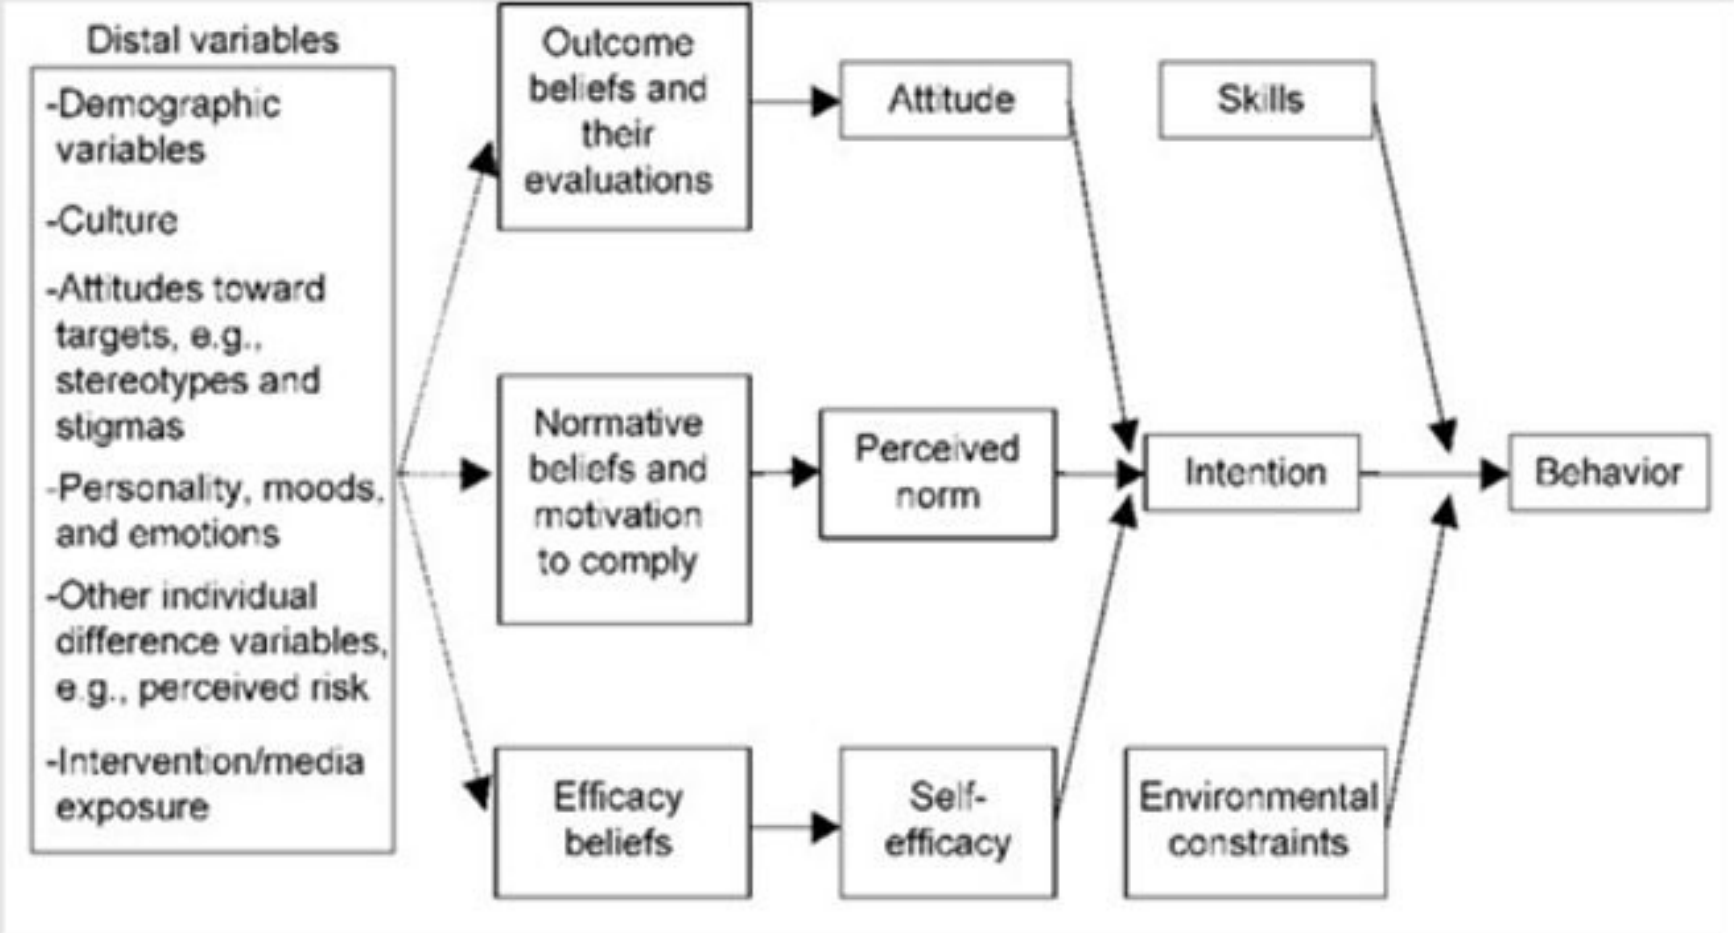 Distal variables
-Demographic
variables
-Culture
-Attitudes toward
targets, e.g.,
stereotypes and
stigmas
-Personality, moods,
and emotions
-Other individual
difference variables,
e.g., perceived risk
-Intervention/media
exposure
Outcome
beliefs and
their
evaluations
Normative
beliefs and
motivation
to comply
Efficacy
beliefs
Attitude
Perceived
norm
Self-
efficacy
Skills
Intention
Environmental
constraints
Behavior